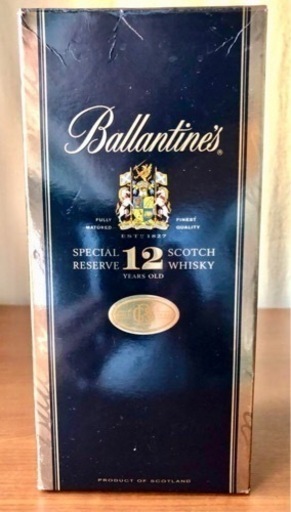 Ballantine's®
FULLY
MATURED
FINEST
QUALITY
ESTD 1827
SPECIAL
RESERVE
12
YEARS OLD
SCOTCH
WHISKY
PRODUCT OF SCOTLAND